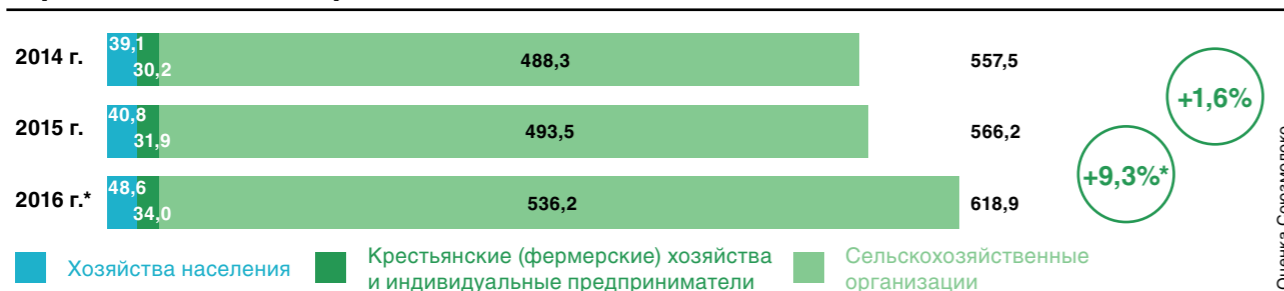 2014 г.
39,1
30,2
488,3
557,5
+1,6%
2015 г.
40,8
31,9
493,5
566,2
+9,3%*
2016 г.*
48,6
34,0
536,2
618,9
Хозяйства населения
Крестьянские (фермерские) хозяйства
и индивидуальные предприниматели
Сельскохозяйственные
организации
Оценка Союзмолоко